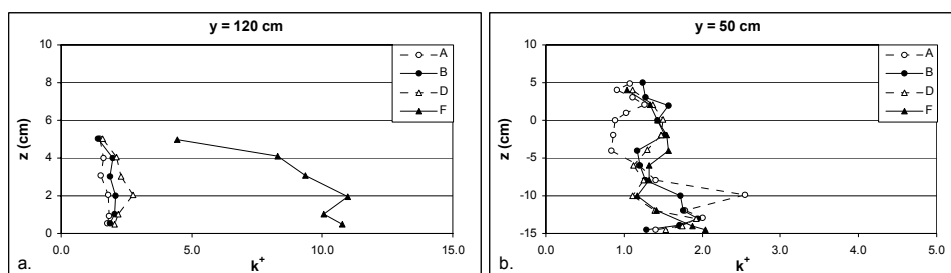 y = 120 cm
10
8
6
4
2
0
z (cm)
0.0 5.0 10.0 15.0
k+
A
B
D
F
a.
y = 50 cm
10
5
0
-5
-10
-15
z (cm)
0.0 1.0 2.0 3.0 4.0 5.0
k+
A
B
D
F
b.